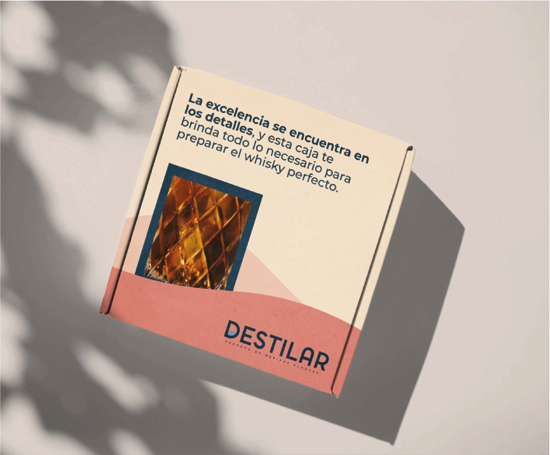 La excelencia se encuentra en
los detalles, y esta caja te
brinda todo lo necesario para
preparar el whisky perfecto.
DESTILAR